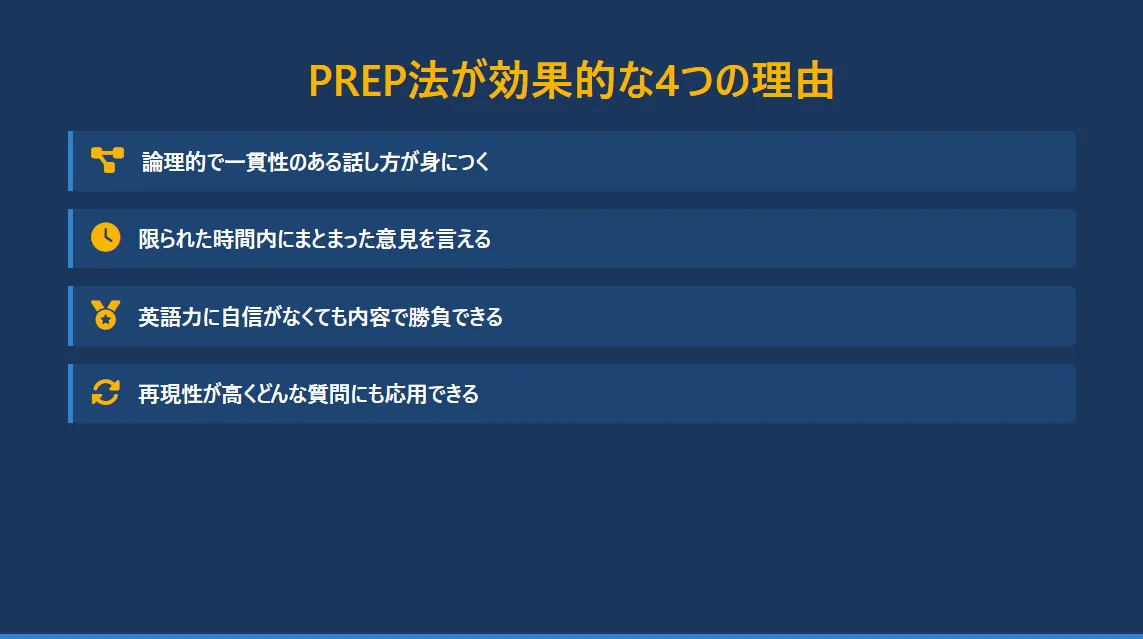 PREP法が効果的な4つの理由
論理的で一貫性のある話し方が身につく
限られた時間内にまとまった意見を言える
英語力に自信がなくても内容で勝負できる
再現性が高くどんな質問にも応用できる